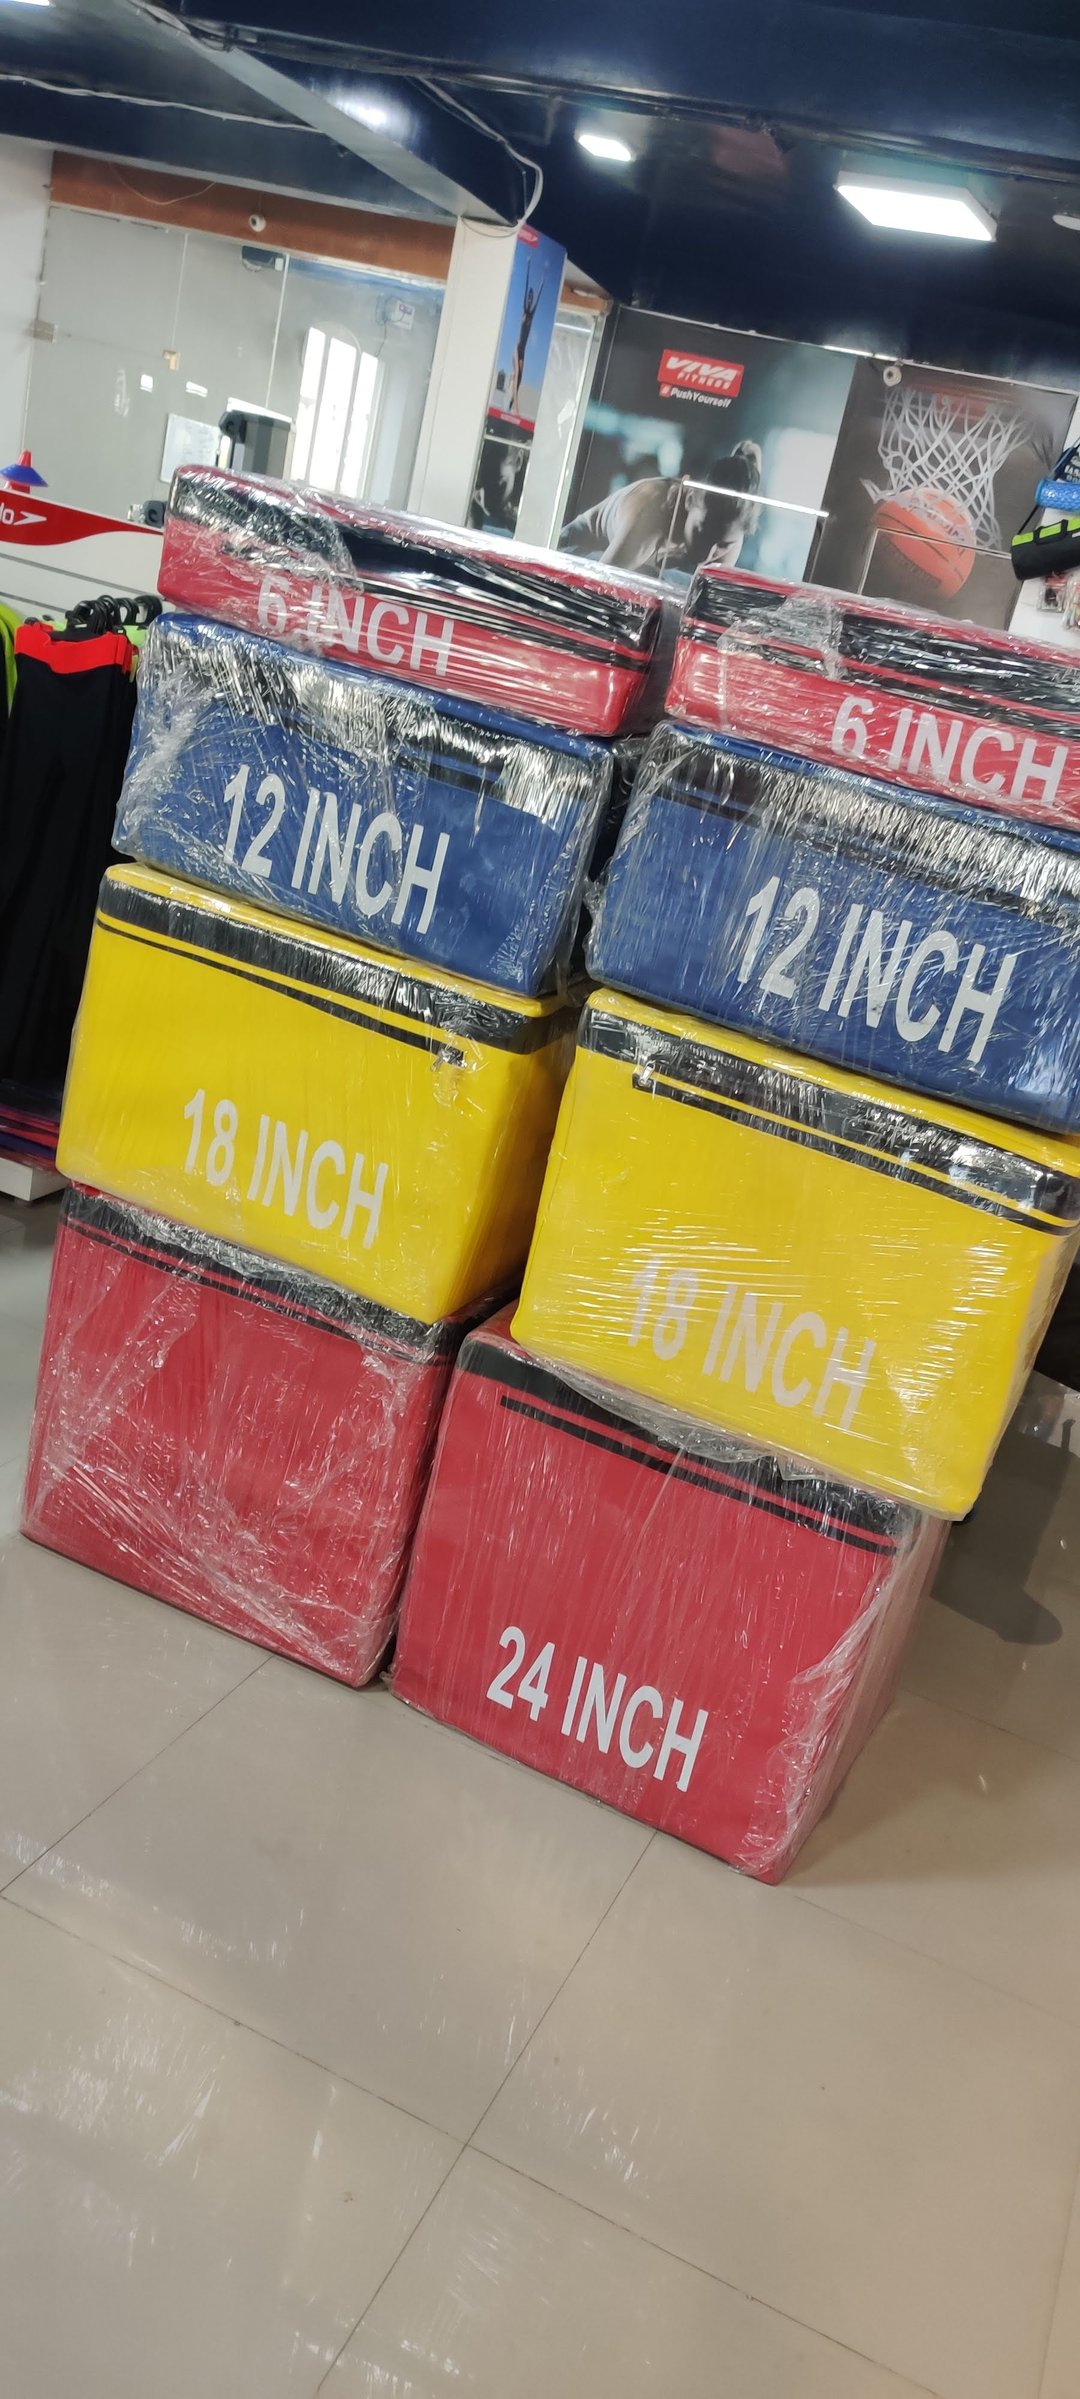 VIVA
FITNESS
#PushYourself
6 INCH
6 INCH
12 INCH
12 INCH
18 INCH
18 INCH
24 INCH